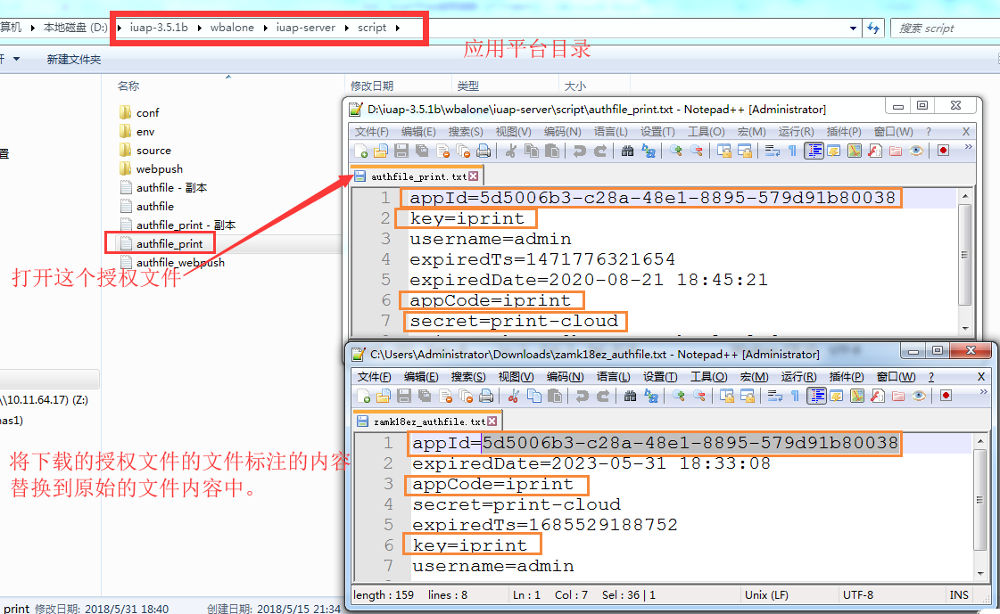 算机 本地磁盘 (D:) iuap-3.5.1b wbalone iuap-server script 搜索 script
应用平台目录
新建文件夹
名称 修改日期 类型 大小
conf
env
source
webpush
authfile - 副本
authfile
authfile_print - 副本
authfile_print
authfile_webpush
打开这个授权文件
置
\\10.11.64.17) (Z:)
nas1)
将下载的授权文件的文件标注的内容
替换到原始的文件内容中。
D:\iuap-3.5.1b\wbalone\iuap-server\script\authfile_print.txt - Notepad++ [Administrator]
文件(F) 编辑(E) 搜索(S) 视图(V) 编码(N) 语言(L) 设置(T) 工具(O) 宏(M) 运行(R) 插件(P) 窗口(W) ? X
authfile_print.txt
1 appId=5d5006b3-c28a-48e1-8895-579d91b80038
2 key=iprint
3 username=admin
4 expiredTs=1471776321654
5 expiredDate=2020-08-21 18:45:21
6 appCode=iprint
7 secret=print-cloud
C:\Users\Administrator\Downloads\zamk18ez_authfile.txt - Notepad++ [Administrator]
文件(F) 编辑(E) 搜索(S) 视图(V) 编码(N) 语言(L) 设置(T) 工具(O) 宏(M) 运行(R) 插件(P) 窗口(W) ? X
zamk18ez_authfile.txt
1 appId=5d5006b3-c28a-48e1-8895-579d91b80038
2 expiredDate=2023-05-31 18:33:08
3 appCode=iprint
4 secret=print-cloud
5 expiredTs=1685529188752
6 key=iprint
7 username=admin
length : 159 lines : 8 Ln : 1 Col : 7 Sel : 36 | 1 Unix (LF) UTF-8 INS
print 修改日期: 2018/5/31 18:40 创建日期: 2018/5/15 21:34